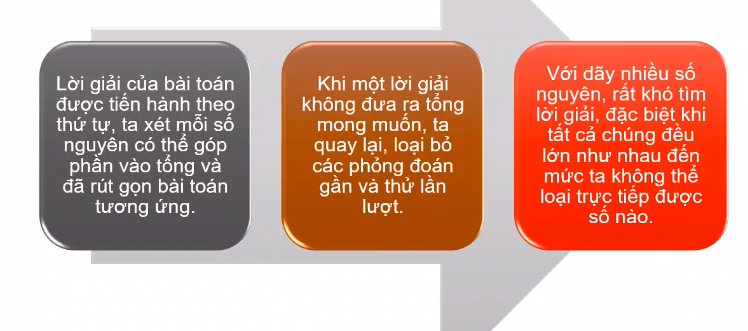 Lời giải của bài toán
được tiến hành theo
thứ tự, ta xét mỗi số
nguyên có thể góp
phần vào tổng và
đã rút gọn bài toán
tương ứng.
Khi một lời giải
không đưa ra tổng
mong muốn, ta
quay lại, loại bỏ
các phỏng đoán
gần và thử lần
lượt.
Với dãy nhiều số
nguyên, rất khó tìm
lời giải, đặc biệt khi
tất cả chúng đều
lớn như nhau đến
mức ta không thể
loại trực tiếp được
số nào.